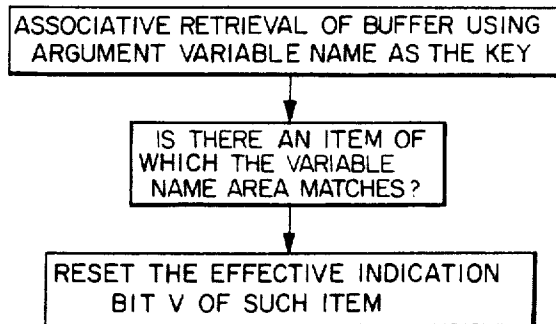 ASSOCIATIVE RETRIEVAL OF BUFFER USING
ARGUMENT VARIABLE NAME AS THE KEY
IS THERE AN ITEM OF
WHICH THE VARIABLE
NAME AREA MATCHES?
RESET THE EFFECTIVE INDICATION
BIT V OF SUCH ITEM